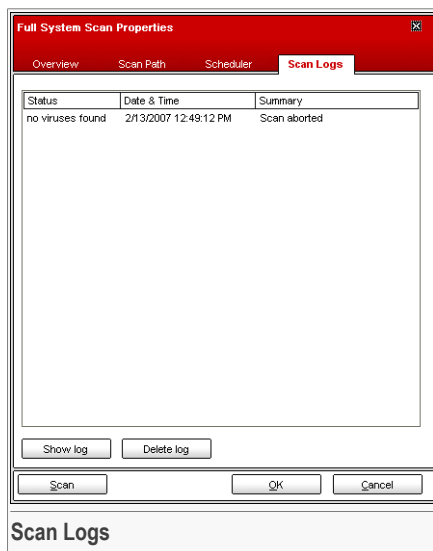 Full System Scan Properties
Overview Scan Path Scheduler Scan Logs
Status Date & Time Summary
no viruses found 2/13/2007 12:49:12 PM Scan aborted
Show log Delete log
Scan OK Cancel
Scan Logs